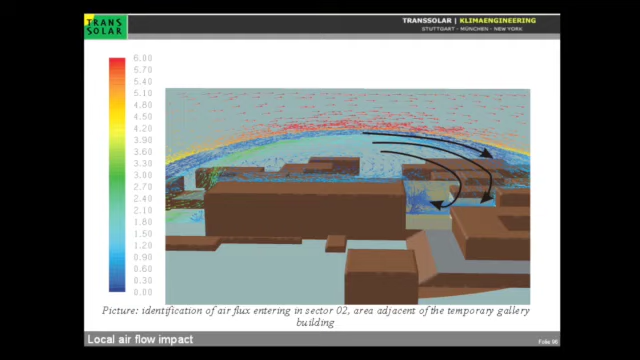 TRANS
SOLAR
TRANSSOLAR | KLIMAENGINEERING
STUTTGART - MÜNCHEN - NEW YORK
6.00
5.70
5.40
5.10
4.80
4.50
4.20
3.90
3.60
3.30
3.00
2.70
2.40
2.10
1.80
1.50
1.20
0.90
0.60
0.30
0.00
Picture: identification of air flux entering in sector 02, area adjacent of the temporary gallery
building
Local air flow impact
Folie 96